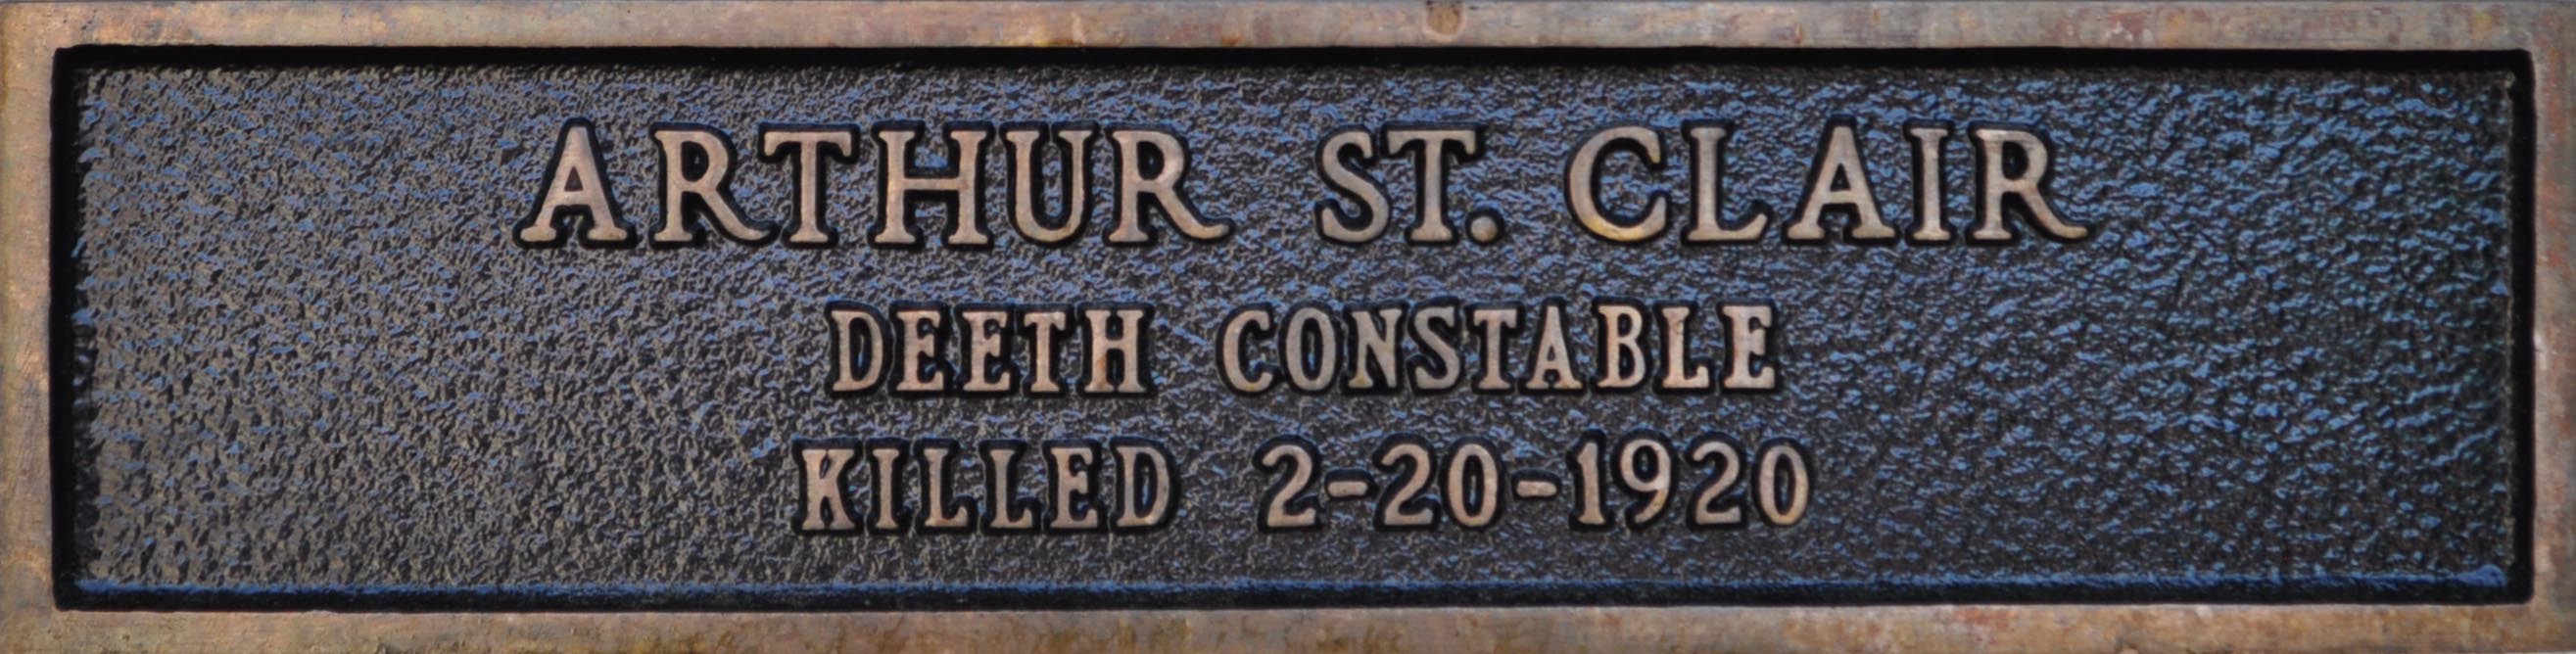 ARTHUR ST. CLAIR
DEETH CONSTABLE
KILLED 2-20-1920